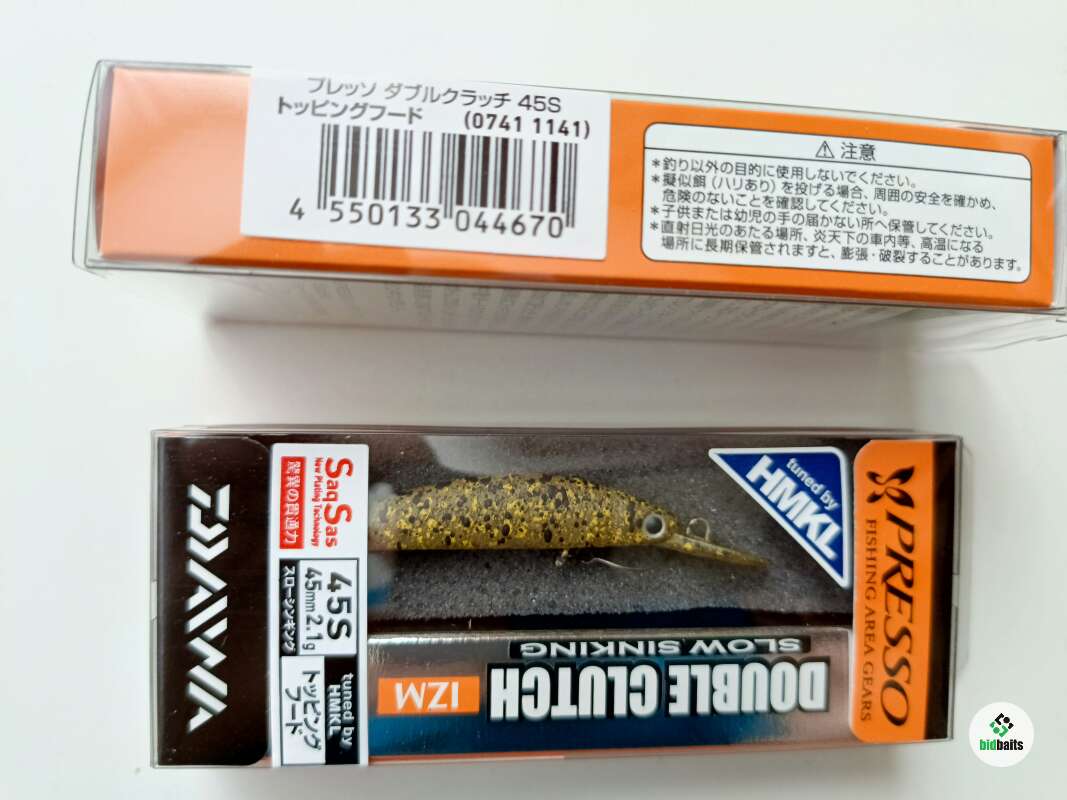 プレッソ ダブルクラッチ 45S
トッピングフード (0741 1141)
4 550133 044670
⚠ 注意
*釣り以外の目的に使用しないでください。
*擬似餌（ハリあり）を投げる場合、周囲の安全を確かめ、
危険のないことを確認してください。
*子供または幼児の手の届かない所へ保管してください。
*直射日光のあたる場所、炎天下の車内等、高温になる
場所に長期保管されますと、膨張・破裂することがあります。
DAIWA
SaqSas
New Plating Technology
驚異の貫通力
45S
45mm 2.1g
スローシンキング
tuned by
HMKL
トッピング
フード
tuned by
HMKL
PRESSO
FISHING AREA GEARS
DOUBLE CLUTCH
IZM
SLOW SINKING
bidbaits